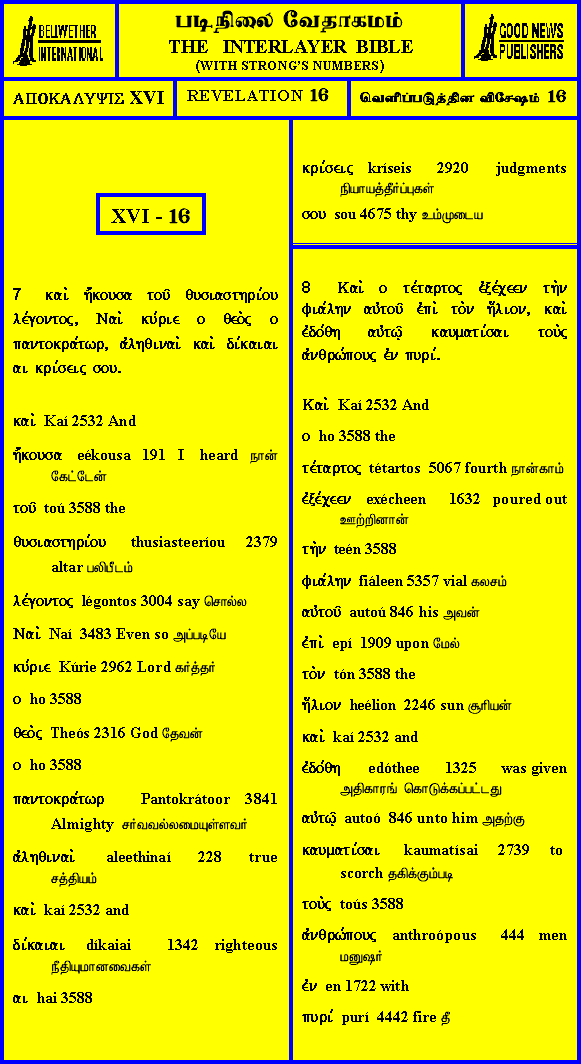 BELLWETHER
INTERNATIONAL
படிநிலை வேதாகமம்
THE INTERLAYER BIBLE
(WITH STRONG'S NUMBERS)
GOOD NEWS
PUBLISHERS
ΑΠΟΚΑΛΥΨΙΣ XVI
REVELATION 16
வெளிப்படுத்தின விசேஷம் 16
XVI - 16
7 καὶ ἤκουσα τοῦ θυσιαστηρίου
λέγοντος, Ναὶ κύριε ο θεὸς ο
παντοκράτωρ, ἀληθιναὶ καὶ δίκαιαι
αι κρίσεις σου.
καὶ Kaí 2532 And
ἤκουσα eékousa 191 I heard நான்
கேட்டேன்
τοῦ toú 3588 the
θυσιαστηρίου thusiasteeríou 2379
altar பலிபீடம்
λέγοντος légontos 3004 say சொல்ல
Ναὶ Naí 3483 Even so அப்படியே
κύριε Kúrie 2962 Lord கர்த்தர்
ο ho 3588
θεὸς Theós 2316 God தேவன்
ο ho 3588
παντοκράτωρ Pantokrátoor 3841
Almighty சர்வவல்லமையுள்ளவர்
ἀληθιναὶ aleethinaí 228 true
சத்தியம்
καὶ kaí 2532 and
δίκαιαι díkaiai 1342 righteous
நீதியுமானவைகள்
αι hai 3588
κρίσεις kríseis 2920 judgments
நியாயத்தீர்ப்புகள்
σου sou 4675 thy உம்முடைய
8 Καὶ ο τέταρτος ἐξέχεεν τὴν
φιάλην αὐτοῦ ἐπὶ τὸν ἥλιον, καὶ
ἐδόθη αὐτῷ καυματίσαι τοὺς
ἀνθρώπους ἐν πυρί.
Καὶ Kaí 2532 And
ο ho 3588 the
τέταρτος tétartos 5067 fourth நான்காம்
ἐξέχεεν exécheen 1632 poured out
ஊற்றினான்
τὴν teén 3588
φιάλην fiáleen 5357 vial கலசம்
αὐτοῦ autoú 846 his அவன்
ἐπὶ epí 1909 upon மேல்
τὸν tón 3588 the
ἥλιον heélion 2246 sun சூரியன்
καὶ kaí 2532 and
ἐδόθη edóthee 1325 was given
அதிகாரங் கொடுக்கப்பட்டது
αὐτῷ autoó 846 unto him அதற்கு
καυματίσαι kaumatísai 2739 to
scorch தகிக்கும்படி
τοὺς toús 3588
ἀνθρώπους anthroópous 444 men
மனுஷர்
ἐν en 1722 with
πυρί purí 4442 fire தீ